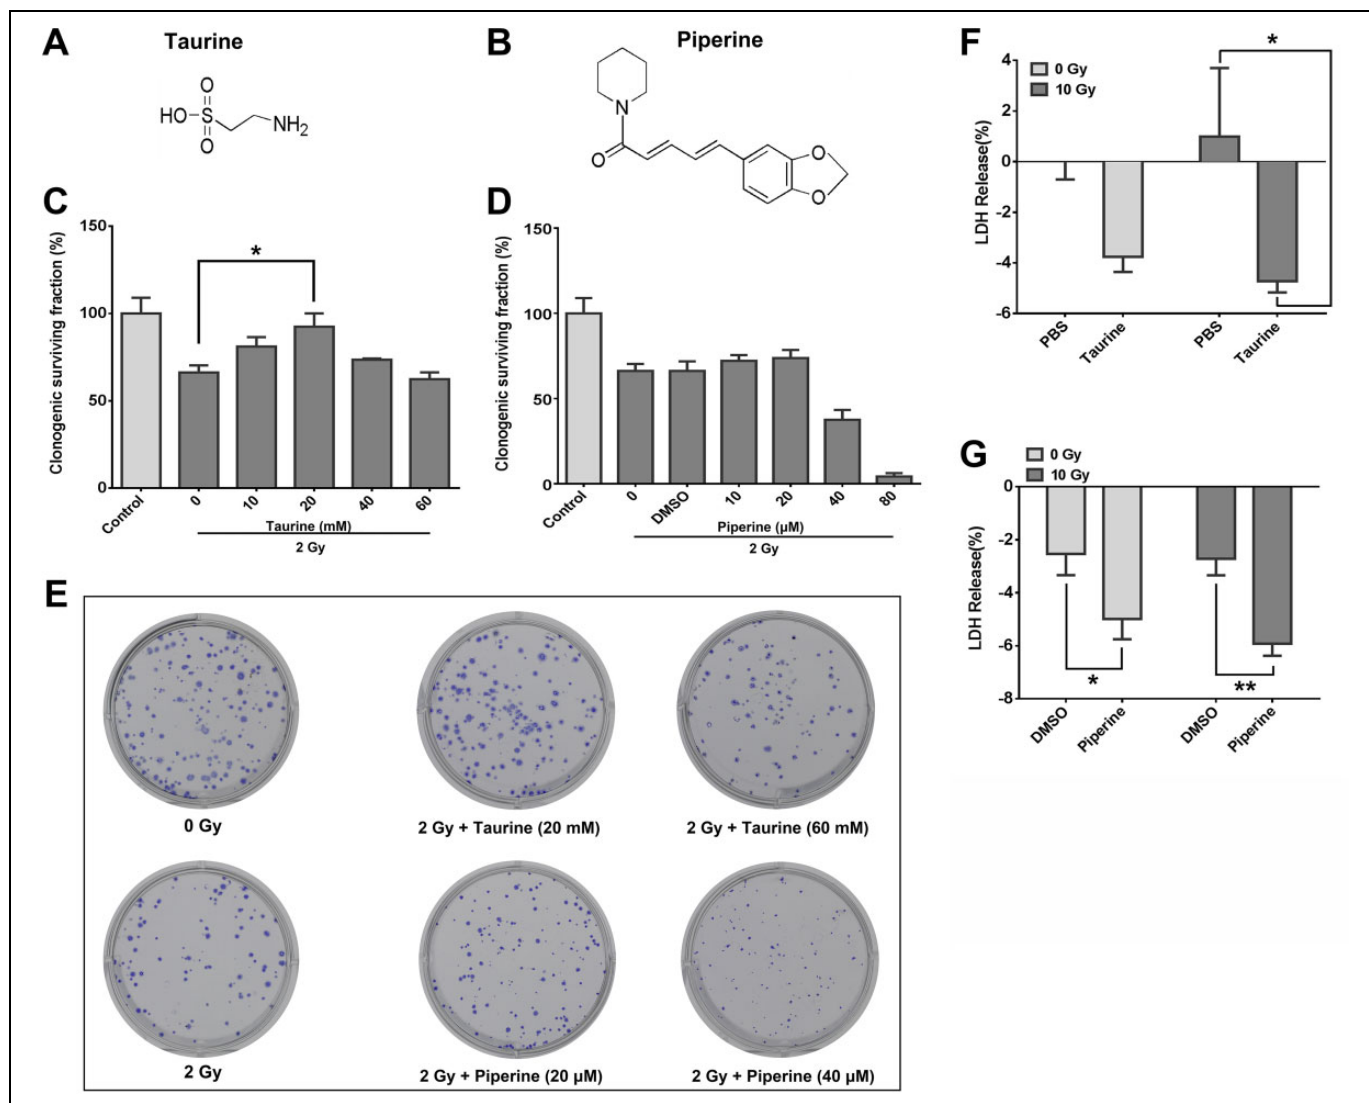 A
Taurine
O
HO
S
NH2
O
B
Piperine
N
O
O
O
C
Clonogenic surviving fraction (%)
150
100
50
0
*
Control
0
10
20
40
60
Taurine (mM)
2 Gy
D
Clonogenic surviving fraction (%)
150
100
50
0
Control
0
DMSO
10
20
40
80
Piperine (µM)
2 Gy
E
0 Gy
2 Gy + Taurine (20 mM)
2 Gy + Taurine (60 mM)
2 Gy
2 Gy + Piperine (20 µM)
2 Gy + Piperine (40 µM)
F
LDH Release(%)
4
2
0
-2
-4
-6
0 Gy
10 Gy
*
PBS
Taurine
PBS
Taurine
G
0 Gy
10 Gy
LDH Release(%)
0
-2
-4
-6
-8
*
**
DMSO
Piperine
DMSO
Piperine